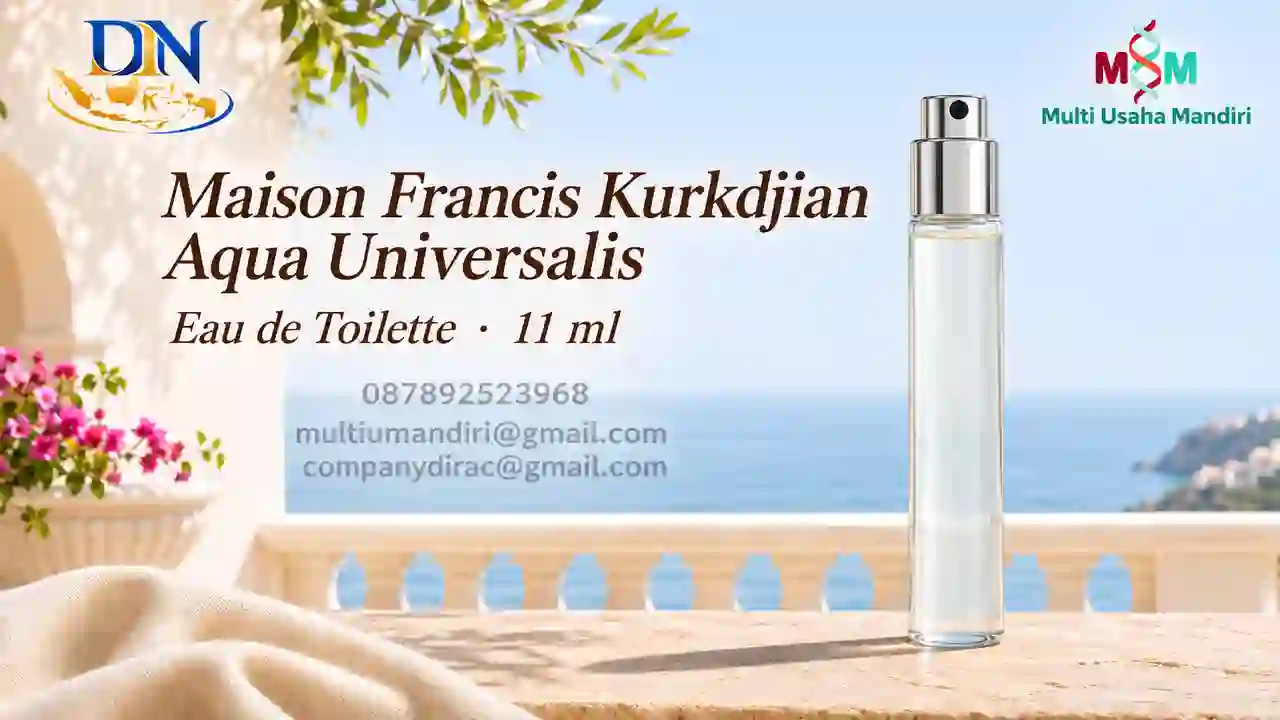 DN
MSM
Multi Usaha Mandiri
Maison Francis Kurkdjian
Aqua Universalis
Eau de Toilette · 11 ml
087892523968
multiumandiri@gmail.com
companydirac@gmail.com